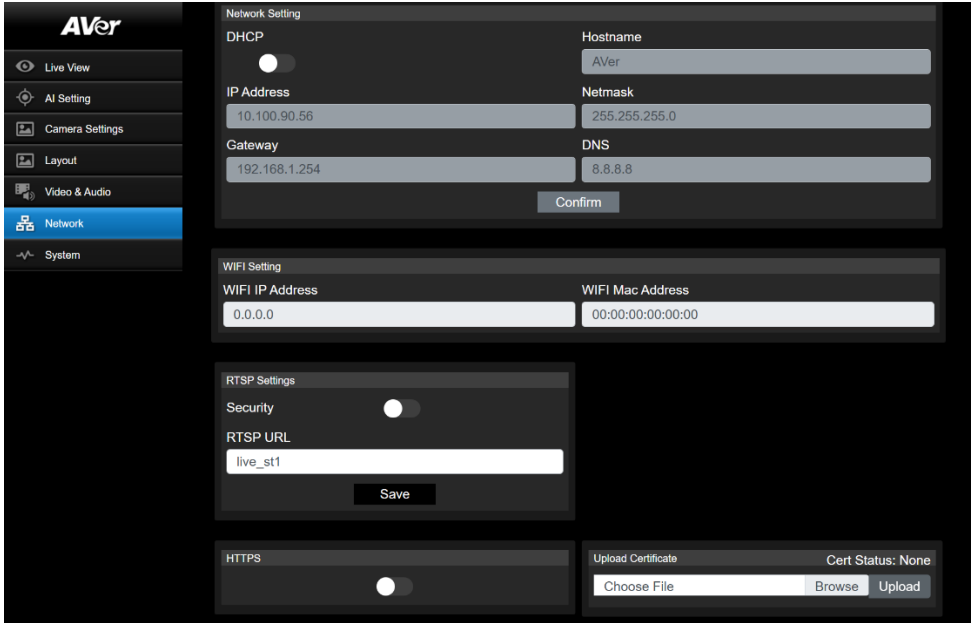 AVer
Live View
AI Setting
Camera Settings
Layout
Video & Audio
Network
System
Network Setting
DHCP
Hostname
AVer
IP Address
Netmask
10.100.90.56
255.255.255.0
Gateway
DNS
192.168.1.254
8.8.8.8
Confirm
WIFI Setting
WIFI IP Address
WIFI Mac Address
0.0.0.0
00:00:00:00:00:00
RTSP Settings
Security
RTSP URL
live_st1
Save
HTTPS
Upload Certificate
Cert Status: None
Choose File
Browse
Upload